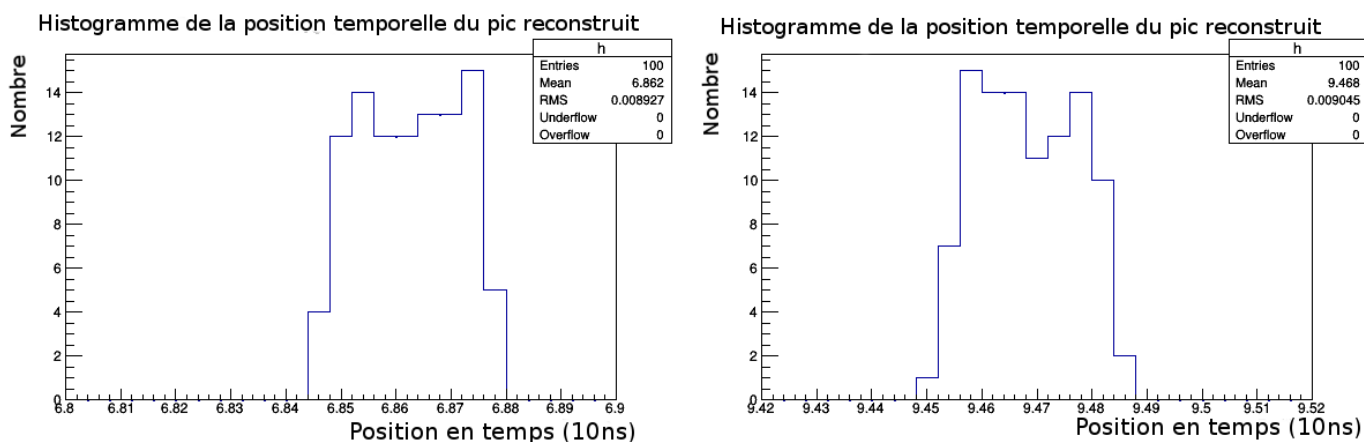 Histogramme de la position temporelle du pic reconstruit
h
Entries 100
Mean 6.862
RMS 0.008927
Underflow 0
Overflow 0
Nombre
14
12
10
8
6
4
2
0
6.8 6.81 6.82 6.83 6.84 6.85 6.86 6.87 6.88 6.89 6.9
Position en temps (10ns)
Histogramme de la position temporelle du pic reconstruit
h
Entries 100
Mean 9.468
RMS 0.009045
Underflow 0
Overflow 0
Nombre
14
12
10
8
6
4
2
0
9.42 9.43 9.44 9.45 9.46 9.47 9.48 9.49 9.5 9.51 9.52
Position en temps (10ns)